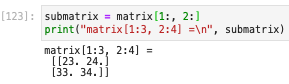 [123]: submatrix = matrix[1:, 2:]
print("matrix[1:3, 2:4] =\n", submatrix)
matrix[1:3, 2:4] =
[[23. 24.]
[33. 34.]]